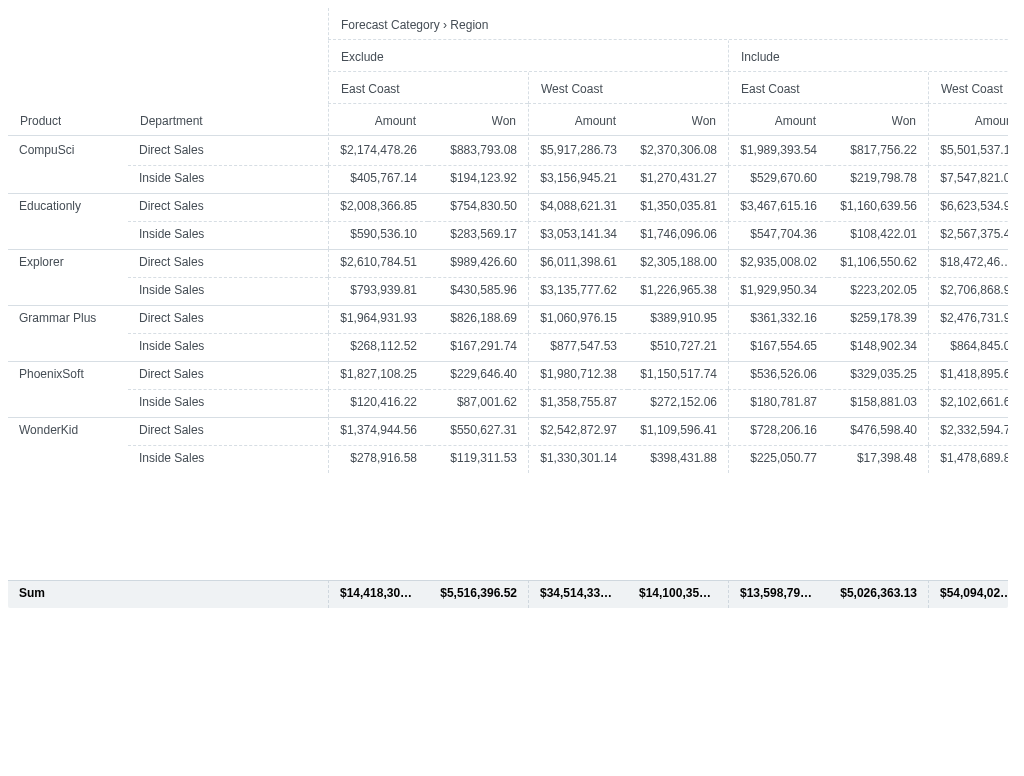 Forecast Category › Region
Exclude Include
East Coast West Coast East Coast West Coast
Product Department Amount Won Amount Won Amount Won Amoun
CompuSci Direct Sales $2,174,478.26 $883,793.08 $5,917,286.73 $2,370,306.08 $1,989,393.54 $817,756.22 $5,501,537.1
Inside Sales $405,767.14 $194,123.92 $3,156,945.21 $1,270,431.27 $529,670.60 $219,798.78 $7,547,821.0
Educationly Direct Sales $2,008,366.85 $754,830.50 $4,088,621.31 $1,350,035.81 $3,467,615.16 $1,160,639.56 $6,623,534.9
Inside Sales $590,536.10 $283,569.17 $3,053,141.34 $1,746,096.06 $547,704.36 $108,422.01 $2,567,375.4
Explorer Direct Sales $2,610,784.51 $989,426.60 $6,011,398.61 $2,305,188.00 $2,935,008.02 $1,106,550.62 $18,472,46…
Inside Sales $793,939.81 $430,585.96 $3,135,777.62 $1,226,965.38 $1,929,950.34 $223,202.05 $2,706,868.9
Grammar Plus Direct Sales $1,964,931.93 $826,188.69 $1,060,976.15 $389,910.95 $361,332.16 $259,178.39 $2,476,731.9
Inside Sales $268,112.52 $167,291.74 $877,547.53 $510,727.21 $167,554.65 $148,902.34 $864,845.0
PhoenixSoft Direct Sales $1,827,108.25 $229,646.40 $1,980,712.38 $1,150,517.74 $536,526.06 $329,035.25 $1,418,895.6
Inside Sales $120,416.22 $87,001.62 $1,358,755.87 $272,152.06 $180,781.87 $158,881.03 $2,102,661.6
WonderKid Direct Sales $1,374,944.56 $550,627.31 $2,542,872.97 $1,109,596.41 $728,206.16 $476,598.40 $2,332,594.7
Inside Sales $278,916.58 $119,311.53 $1,330,301.14 $398,431.88 $225,050.77 $17,398.48 $1,478,689.8
Sum $14,418,30… $5,516,396.52 $34,514,33… $14,100,35… $13,598,79… $5,026,363.13 $54,094,02…